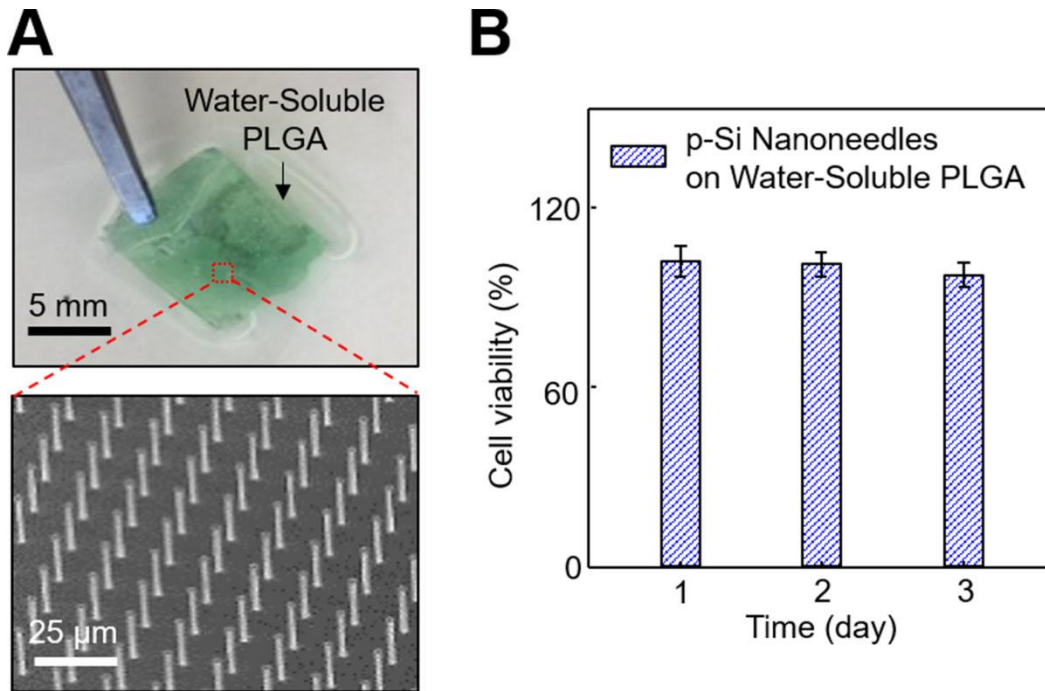 A
Water-Soluble
PLGA
5 mm
25 μm
B
p-Si Nanoneedles
on Water-Soluble PLGA
120
60
0
Cell viability (%)
1 2 3
Time (day)